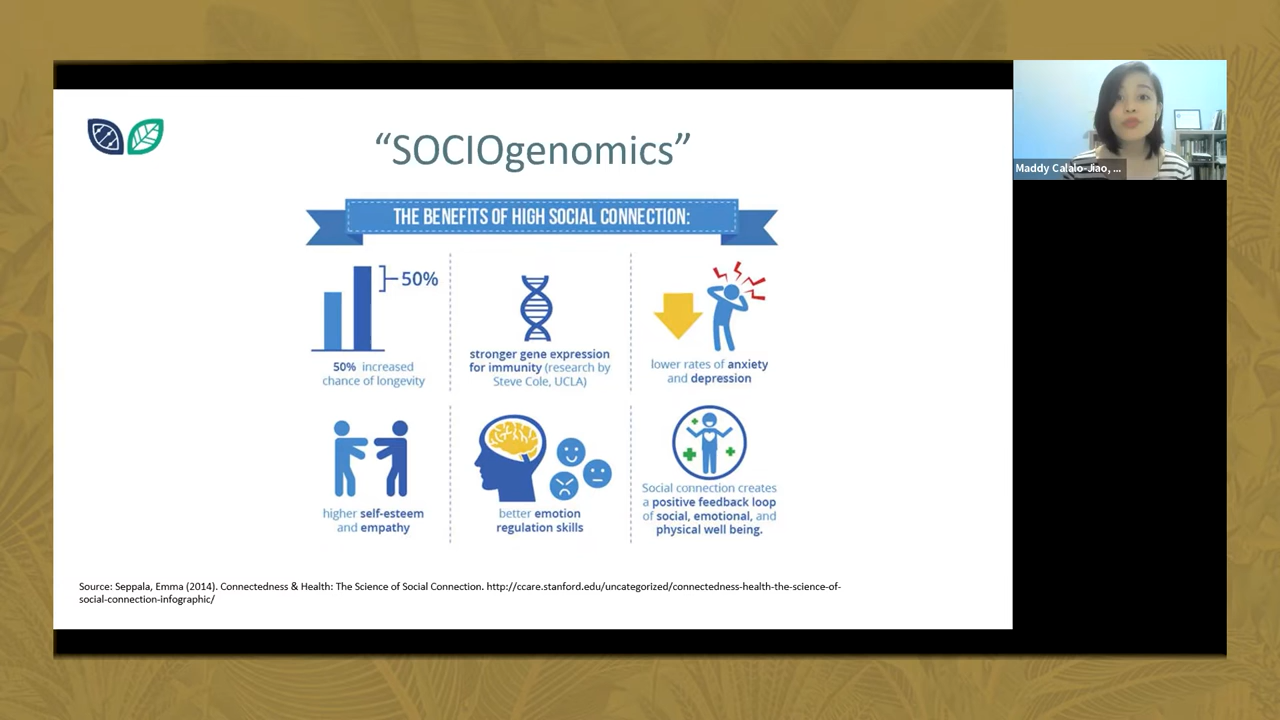 “SOCIOgenomics”
THE BENEFITS OF HIGH SOCIAL CONNECTION:
50%
50% increased
chance of longevity
stronger gene expression
for immunity (research by
Steve Cole, UCLA)
lower rates of anxiety
and depression
higher self-esteem
and empathy
better emotion
regulation skills
Social connection creates
a positive feedback loop
of social, emotional, and
physical well being.
Source: Seppala, Emma (2014). Connectedness & Health: The Science of Social Connection. http://ccare.stanford.edu/uncategorized/connectedness-health-the-science-of-
social-connection-infographic/
Maddy Calalo-Jiao, ...